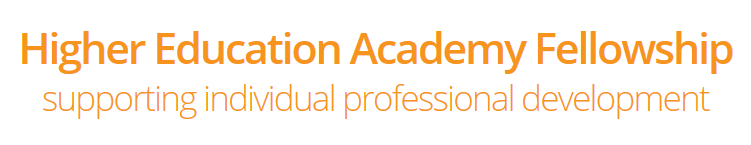 Higher Education Academy Fellowship
supporting individual professional development